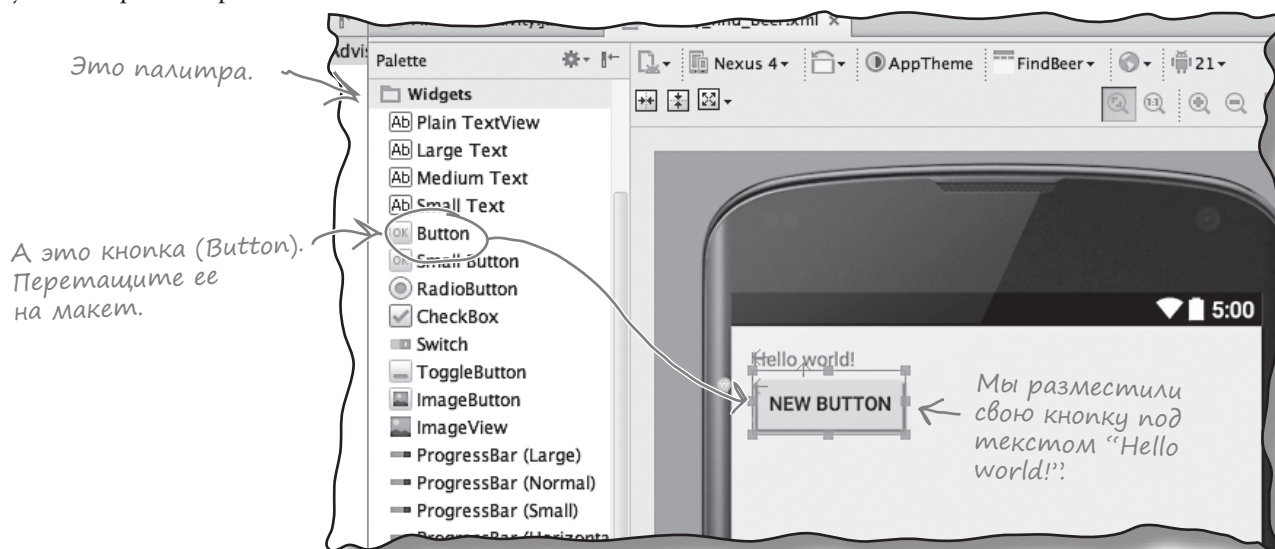 Это палитра.
А это кнопка (Button).
Перетащите ее
на макет.
Palette
Nexus 4
AppTheme
FindBeer
21
Widgets
Plain TextView
Large Text
Medium Text
Small Text
Button
Small Button
RadioButton
CheckBox
Switch
ToggleButton
ImageButton
ImageView
ProgressBar (Large)
ProgressBar (Normal)
ProgressBar (Small)
5:00
Hello world!
NEW BUTTON
Мы разместили
свою кнопку под
текстом “Hello
world!”.